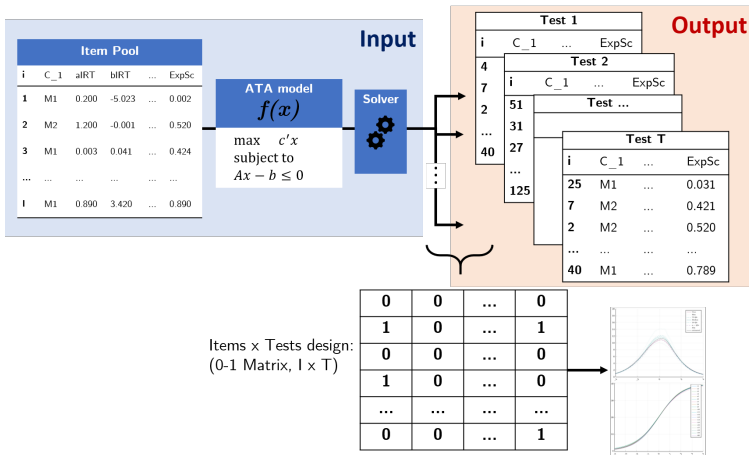 Input
Output
Item Pool
i C_1 aIRT bIRT ... ExpSc
1 M1 0.200 -5.023 ... 0.002
2 M2 1.200 -0.001 ... 0.520
3 M1 0.003 0.041 ... 0.424
... ... ... ... ... ...
I M1 0.890 3.420 ... 0.890
ATA model
f(x)
max c'x
subject to
Ax − b ≤ 0
Solver
⋮
Test 1
i C_1 ... ExpSc
4
7
2
...
40
Test 2
i C_1 ... ExpSc
51
31
27
...
125
Test ...
Test T
i C_1 ... ExpSc
25 M1 ... 0.031
7 M2 ... 0.421
2 M2 ... 0.520
... ... ... ...
40 M1 ... 0.789
Items x Tests design:
(0-1 Matrix, I x T)
0 0 ... 0
1 0 ... 1
0 0 ... 0
1 0 ... 0
... ... ... ...
0 0 ... 1